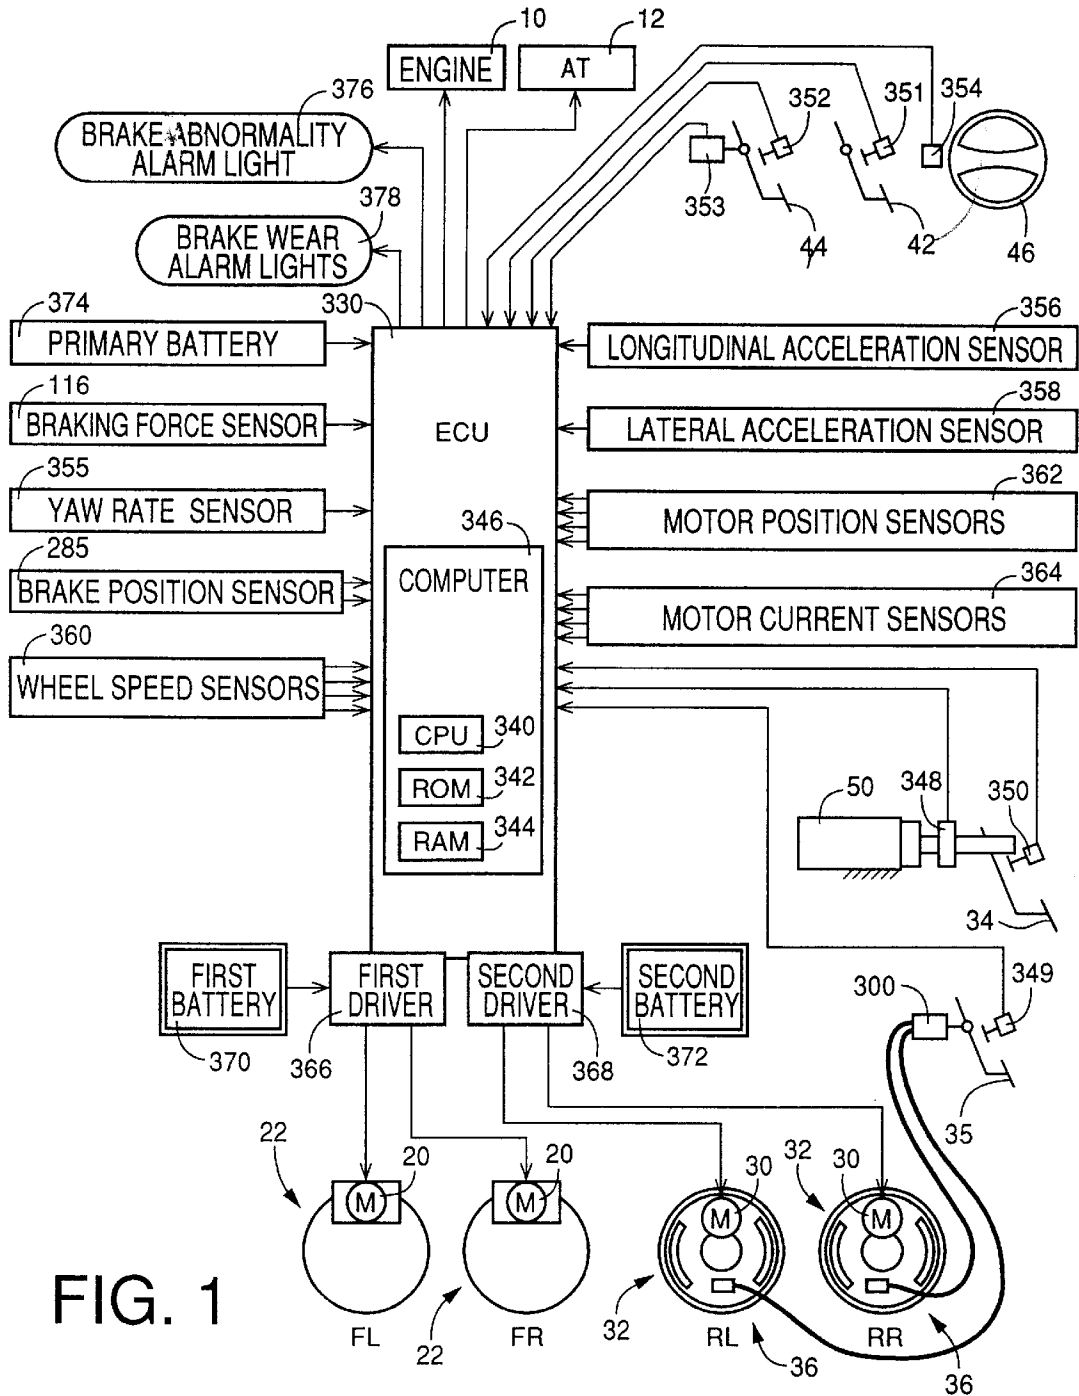 10
12
ENGINE
AT
376
BRAKE ABNORMALITY
ALARM LIGHT
352
351
354
353
44
42
46
378
BRAKE WEAR
ALARM LIGHTS
374
330
356
PRIMARY BATTERY
LONGITUDINAL ACCELERATION SENSOR
116
358
BRAKING FORCE SENSOR
ECU
LATERAL ACCELERATION SENSOR
355
362
YAW RATE SENSOR
MOTOR POSITION SENSORS
346
285
364
BRAKE POSITION SENSOR
COMPUTER
MOTOR CURRENT SENSORS
360
WHEEL SPEED SENSORS
CPU
340
ROM
342
RAM
344
50
348
350
34
FIRST
BATTERY
FIRST
DRIVER
SECOND
DRIVER
SECOND
BATTERY
370
366
368
372
300
349
35
22
20
20
30
32
30
M
M
M
M
32
22
36
36
FL
FR
RL
RR
FIG. 1